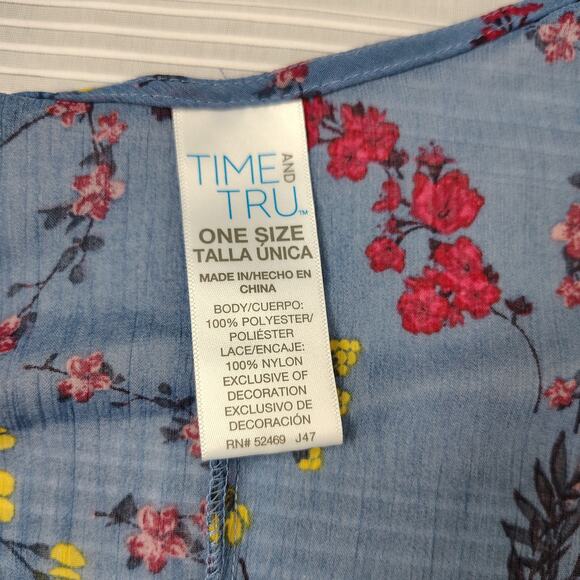 TIME AND
TRU™
ONE SIZE
TALLA ÚNICA
MADE IN/HECHO EN
CHINA
BODY/CUERPO:
100% POLYESTER/
POLIÉSTER
LACE/ENCAJE:
100% NYLON
EXCLUSIVE OF
DECORATION
EXCLUSIVO DE
DECORACIÓN
RN# 52469 J47